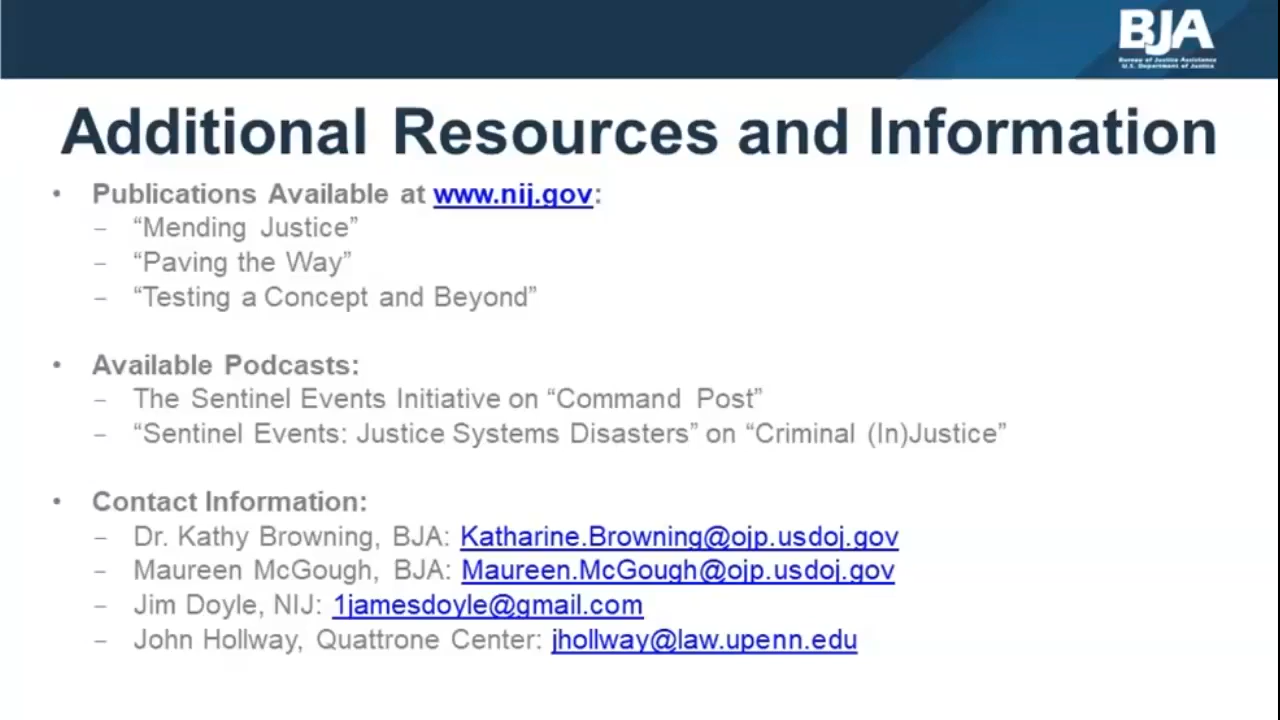 BJA
Bureau of Justice Assistance
U.S. Department of Justice
Additional Resources and Information
• Publications Available at www.nij.gov:
– “Mending Justice”
– “Paving the Way”
– “Testing a Concept and Beyond”
• Available Podcasts:
– The Sentinel Events Initiative on “Command Post”
– “Sentinel Events: Justice Systems Disasters” on “Criminal (In)Justice”
• Contact Information:
– Dr. Kathy Browning, BJA: Katharine.Browning@ojp.usdoj.gov
– Maureen McGough, BJA: Maureen.McGough@ojp.usdoj.gov
– Jim Doyle, NIJ: 1jamesdoyle@gmail.com
– John Hollway, Quattrone Center: jhollway@law.upenn.edu